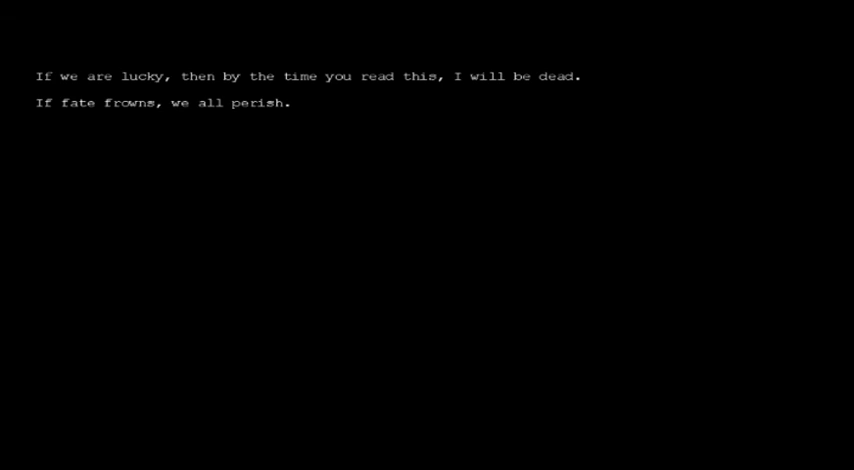 If we are lucky, then by the time you read this, I will be dead.
If fate frowns, we all perish.